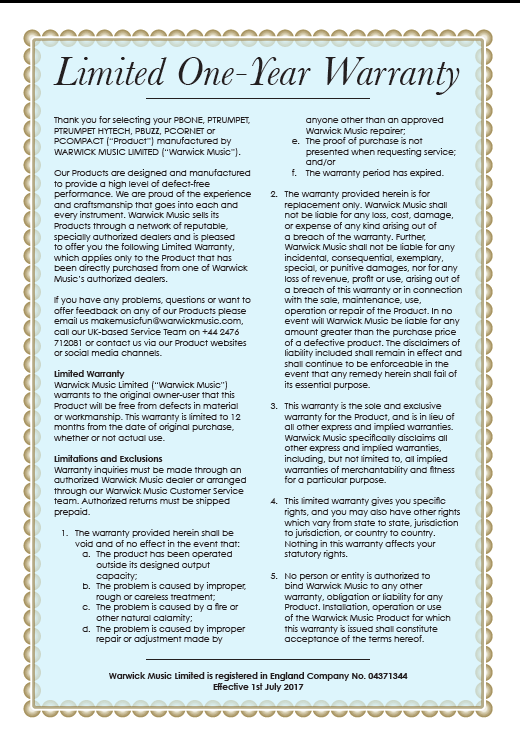 Limited One-Year Warranty
Thank you for selecting your PBONE, PTRUMPET,
PTRUMPET HYTECH, PBUZZ, PCORNET or
PCOMPACT ("Product") manufactured by
WARWICK MUSIC LIMITED ("Warwick Music").
Our Products are designed and manufactured
to provide a high level of defect-free
performance. We are proud of the experience
and craftsmanship that goes into each and
every instrument. Warwick Music sells its
Products through a network of reputable,
specially authorized dealers and is pleased
to offer you the following Limited Warranty,
which applies only to the Product that has
been directly purchased from one of Warwick
Music's authorized dealers.
If you have any problems, questions or want to
offer feedback on any of our Products please
email us makemusicfun@warwickmusic.com,
call our UK-based Service Team on +44 2476
712081 or contact us via our Product websites
or social media channels.
Limited Warranty
Warwick Music Limited ("Warwick Music")
warrants to the original owner-user that this
Product will be free from defects in material
or workmanship. This warranty is limited to 12
months from the date of original purchase,
whether or not actual use.
Limitations and Exclusions
Warranty inquiries must be made through an
authorized Warwick Music dealer or arranged
through our Warwick Music Customer Service
team. Authorized returns must be shipped
prepaid.
1. The warranty provided herein shall be
void and of no effect in the event that:
a. The product has been operated
outside its designed output
capacity;
b. The problem is caused by improper,
rough or careless treatment;
c. The problem is caused by a fire or
other natural calamity;
d. The problem is caused by improper
repair or adjustment made by
anyone other than an approved
Warwick Music repairer;
e. The proof of purchase is not
presented when requesting service;
and/or
f. The warranty period has expired.
2. The warranty provided herein is for
replacement only. Warwick Music shall
not be liable for any loss, cost, damage,
or expense of any kind arising out of
a breach of the warranty. Further,
Warwick Music shall not be liable for any
incidental, consequential, exemplary,
special, or punitive damages, nor for any
loss of revenue, profit or use, arising out of
a breach of this warranty or in connection
with the sale, maintenance, use,
operation or repair of the Product. In no
event will Warwick Music be liable for any
amount greater than the purchase price
of a defective product. The disclaimers of
liability included shall remain in effect and
shall continue to be enforceable in the
event that any remedy herein shall fail of
its essential purpose.
3. This warranty is the sole and exclusive
warranty for the Product, and is in lieu of
all other express and implied warranties.
Warwick Music specifically disclaims all
other express and implied warranties,
including, but not limited to, all implied
warranties of merchantability and fitness
for a particular purpose.
4. This limited warranty gives you specific
rights, and you may also have other rights
which vary from state to state, jurisdiction
to jurisdiction, or country to country.
Nothing in this warranty affects your
statutory rights.
5. No person or entity is authorized to
bind Warwick Music to any other
warranty, obligation or liability for any
Product. Installation, operation or use
of the Warwick Music Product for which
this warranty is issued shall constitute
acceptance of the terms hereof.
Warwick Music Limited is registered in England Company No. 04371344
Effective 1st July 2017